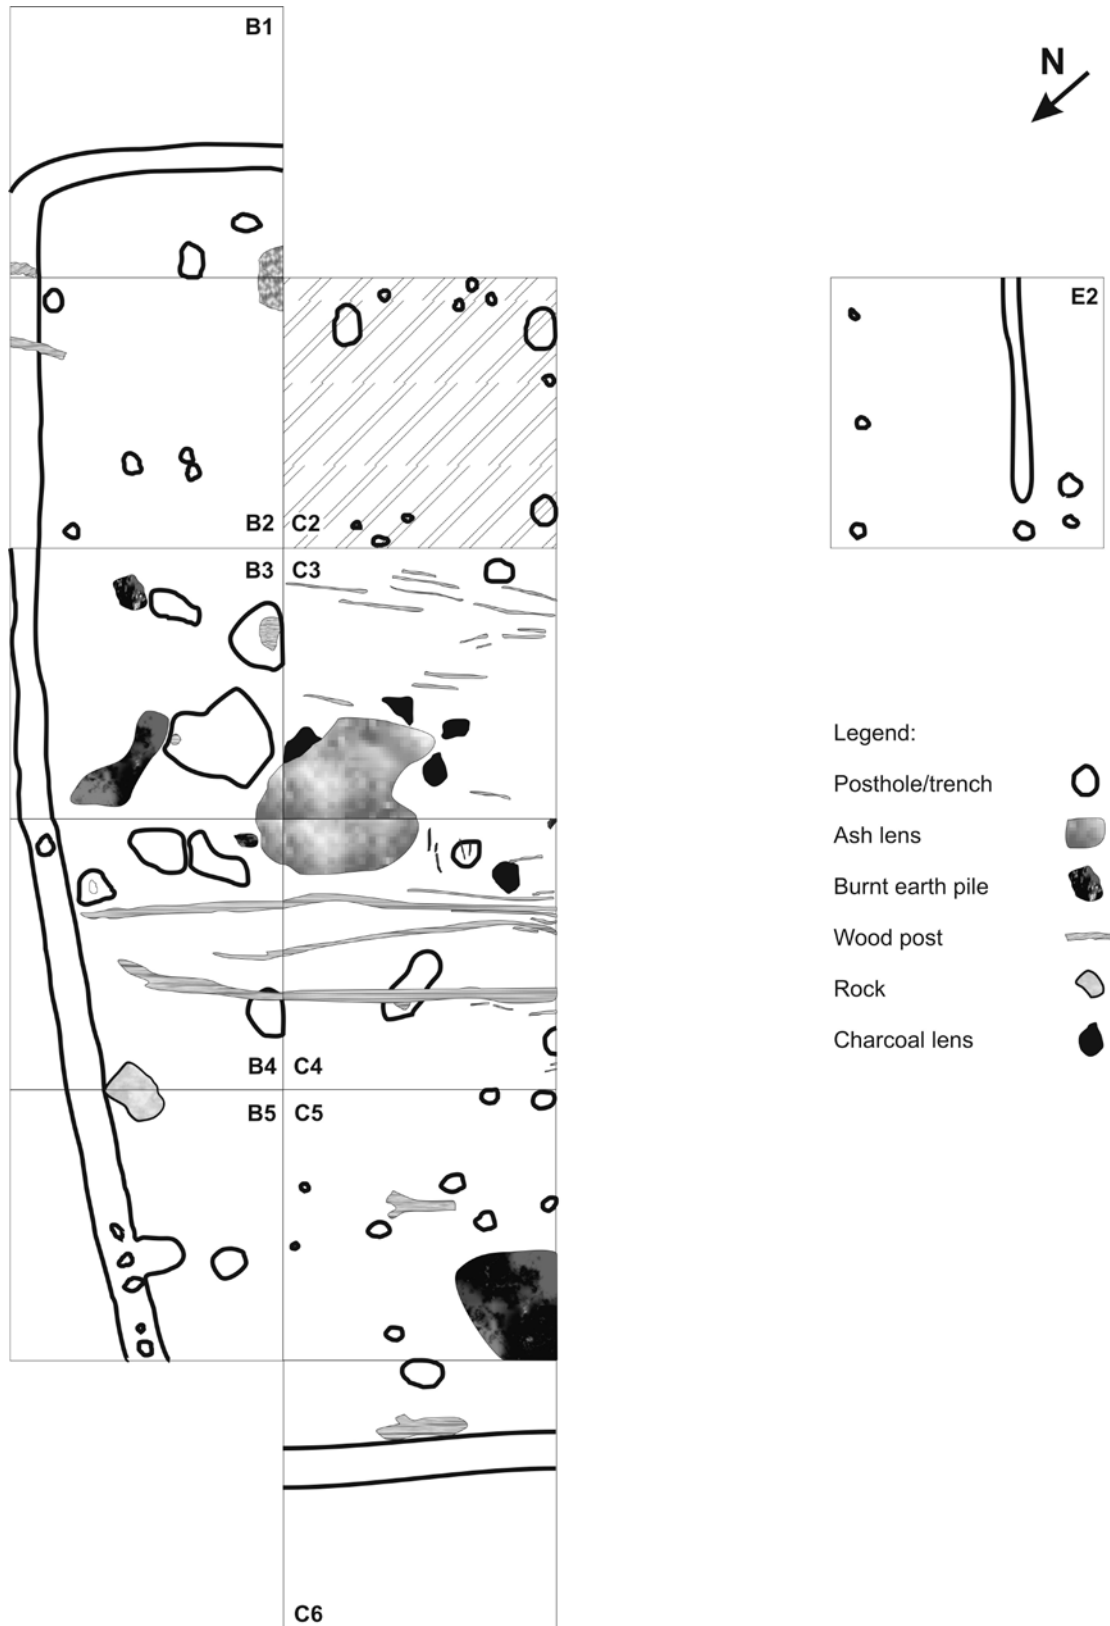 B1
N
E2
B2
C2
B3
C3
Legend:
Posthole/trench
Ash lens
Burnt earth pile
Wood post
Rock
Charcoal lens
B4
C4
B5
C5
C6